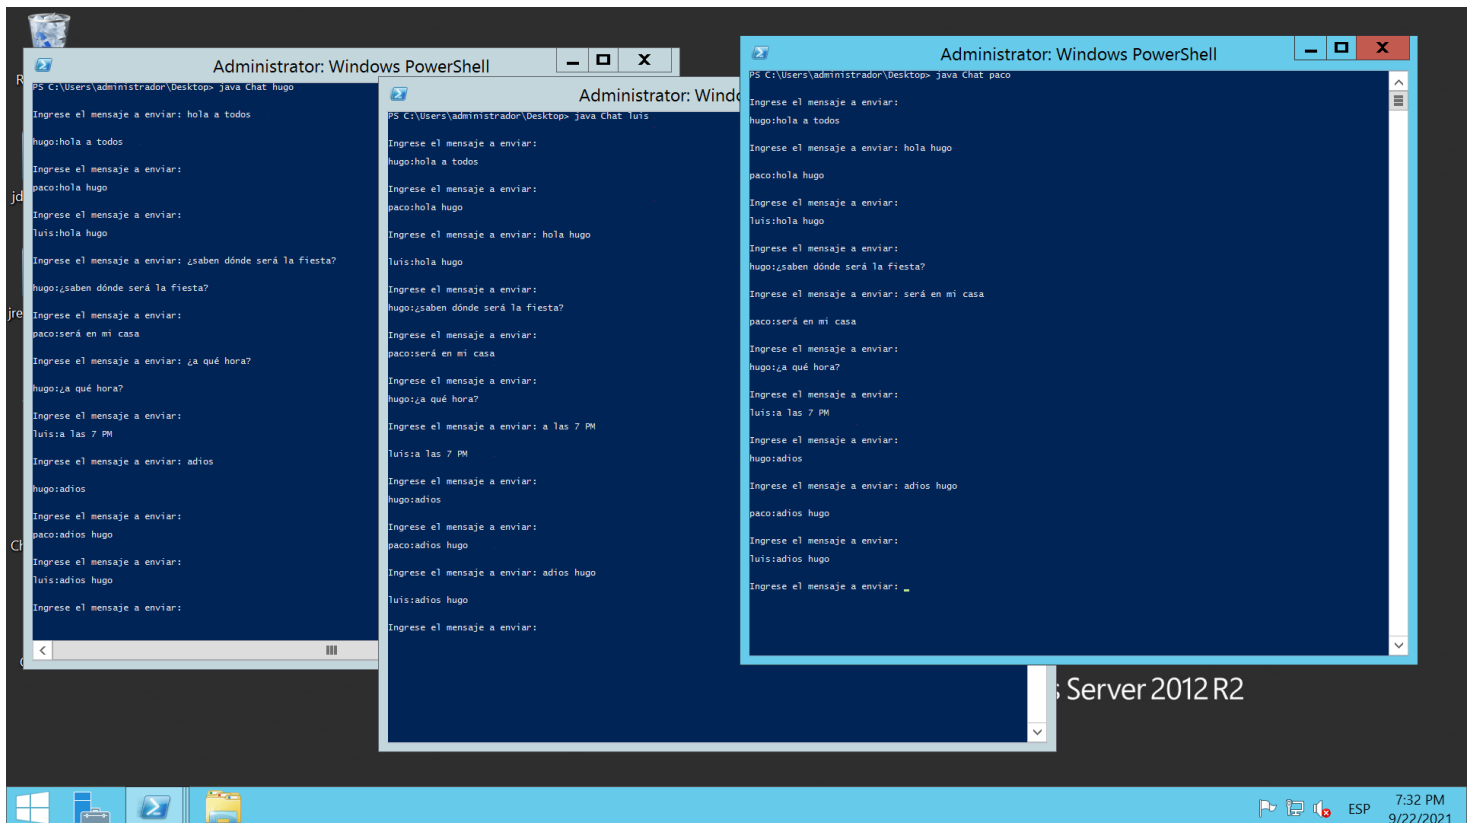 Administrator: Windows PowerShell
PS C:\Users\administrador\Desktop> java Chat hugo
Ingrese el mensaje a enviar: hola a todos
hugo:hola a todos
Ingrese el mensaje a enviar:
paco:hola hugo
Ingrese el mensaje a enviar:
luis:hola hugo
Ingrese el mensaje a enviar: ¿saben dónde será la fiesta?
hugo:¿saben dónde será la fiesta?
Ingrese el mensaje a enviar:
paco:será en mi casa
Ingrese el mensaje a enviar: ¿a qué hora?
hugo:¿a qué hora?
Ingrese el mensaje a enviar:
luis:a las 7 PM
Ingrese el mensaje a enviar: adios
hugo:adios
Ingrese el mensaje a enviar:
paco:adios hugo
Ingrese el mensaje a enviar:
luis:adios hugo
Ingrese el mensaje a enviar:
Administrator: Windo
PS C:\Users\administrador\Desktop> java Chat luis
Ingrese el mensaje a enviar:
hugo:hola a todos
Ingrese el mensaje a enviar:
paco:hola hugo
Ingrese el mensaje a enviar: hola hugo
luis:hola hugo
Ingrese el mensaje a enviar:
hugo:¿saben dónde será la fiesta?
Ingrese el mensaje a enviar:
paco:será en mi casa
Ingrese el mensaje a enviar:
hugo:¿a qué hora?
Ingrese el mensaje a enviar: a las 7 PM
luis:a las 7 PM
Ingrese el mensaje a enviar:
hugo:adios
Ingrese el mensaje a enviar:
paco:adios hugo
Ingrese el mensaje a enviar: adios hugo
luis:adios hugo
Ingrese el mensaje a enviar:
Administrator: Windows PowerShell
PS C:\Users\administrador\Desktop> java Chat paco
Ingrese el mensaje a enviar:
hugo:hola a todos
Ingrese el mensaje a enviar: hola hugo
paco:hola hugo
Ingrese el mensaje a enviar:
luis:hola hugo
Ingrese el mensaje a enviar:
hugo:¿saben dónde será la fiesta?
Ingrese el mensaje a enviar: será en mi casa
paco:será en mi casa
Ingrese el mensaje a enviar:
hugo:¿a qué hora?
Ingrese el mensaje a enviar:
luis:a las 7 PM
Ingrese el mensaje a enviar:
hugo:adios
Ingrese el mensaje a enviar: adios hugo
paco:adios hugo
Ingrese el mensaje a enviar:
luis:adios hugo
Ingrese el mensaje a enviar:
R
jd
jre
Ch
s Server 2012 R2
ESP
7:32 PM
9/22/2021